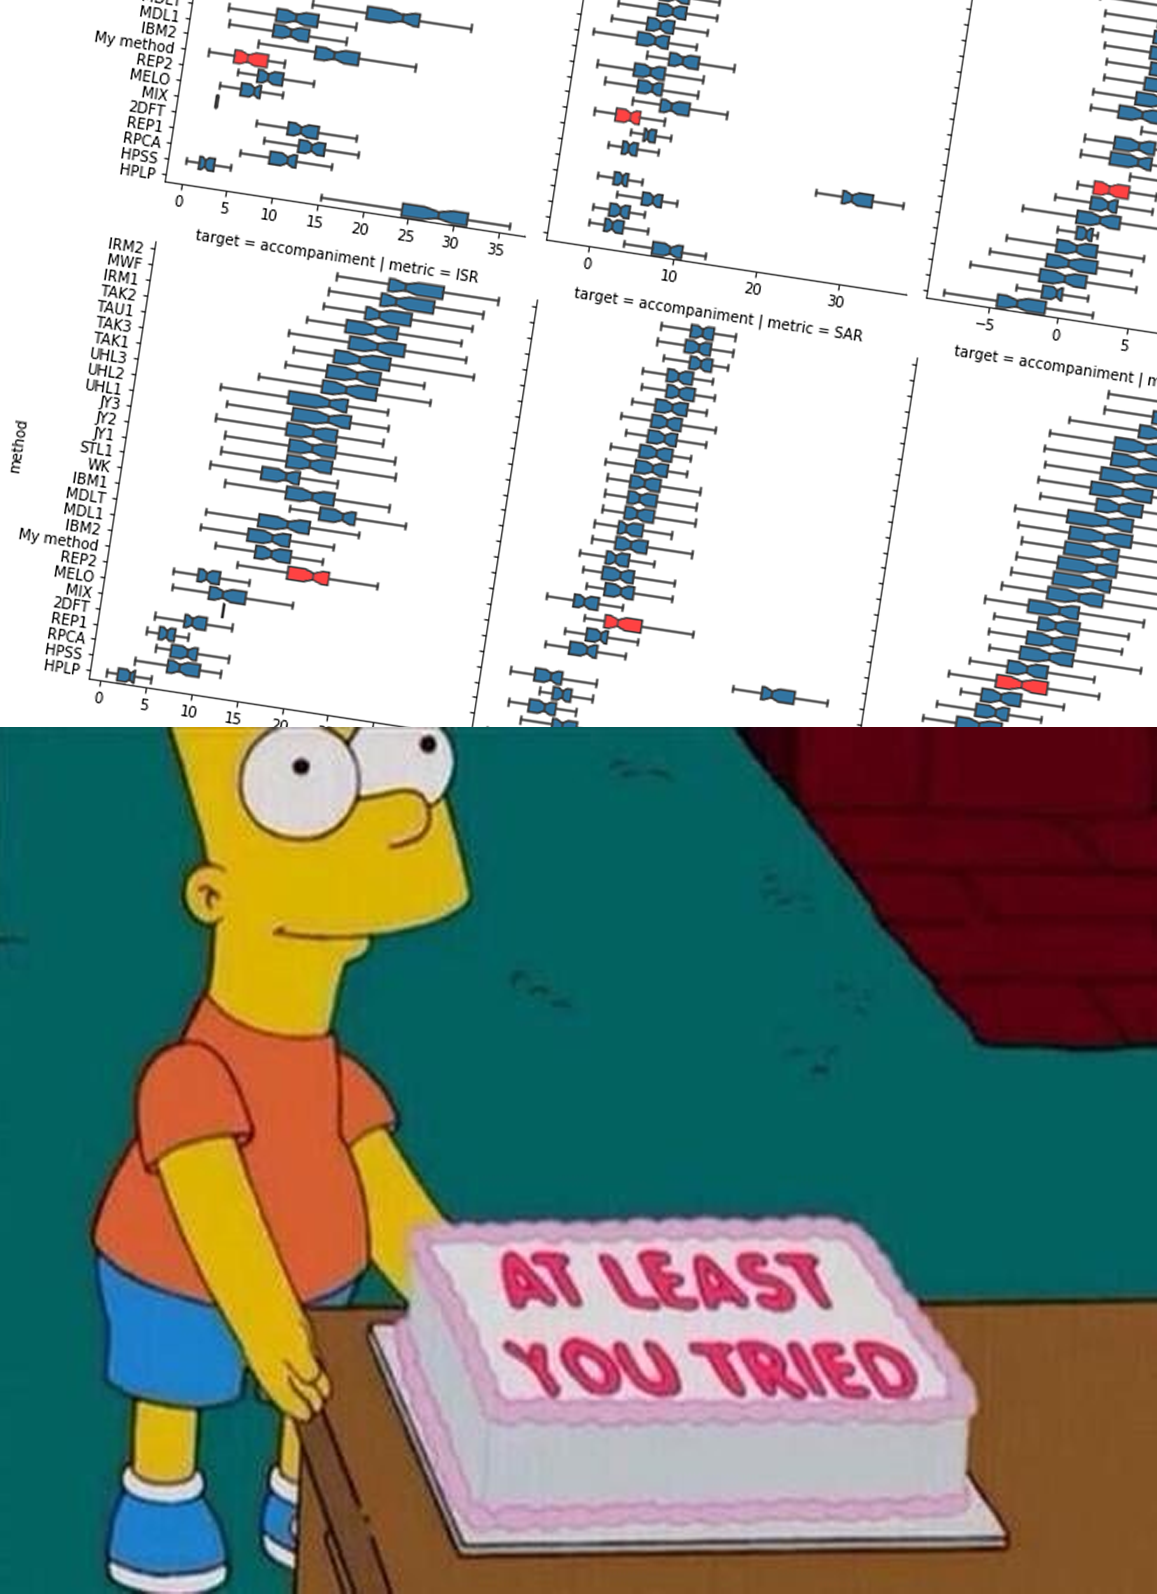 MDL1
IBM2
My method
REP2
MELO
MIX
2DFT
REP1
RPCA
HPSS
HPLP
0 5 10 15 20 25 30 35
0 10 20 30
−5 0 5
target = accompaniment | metric = ISR
target = accompaniment | metric = SAR
target = accompaniment | m
method
IRM2
MWF
IRM1
TAK2
TAU1
TAK3
TAK1
UHL3
UHL2
UHL1
JY3
JY2
JY1
STL1
WK
IBM1
MDLT
MDL1
IBM2
My method
REP2
MELO
MIX
2DFT
REP1
RPCA
HPSS
HPLP
0 5 10 15 20
AT LEAST
YOU TRIED